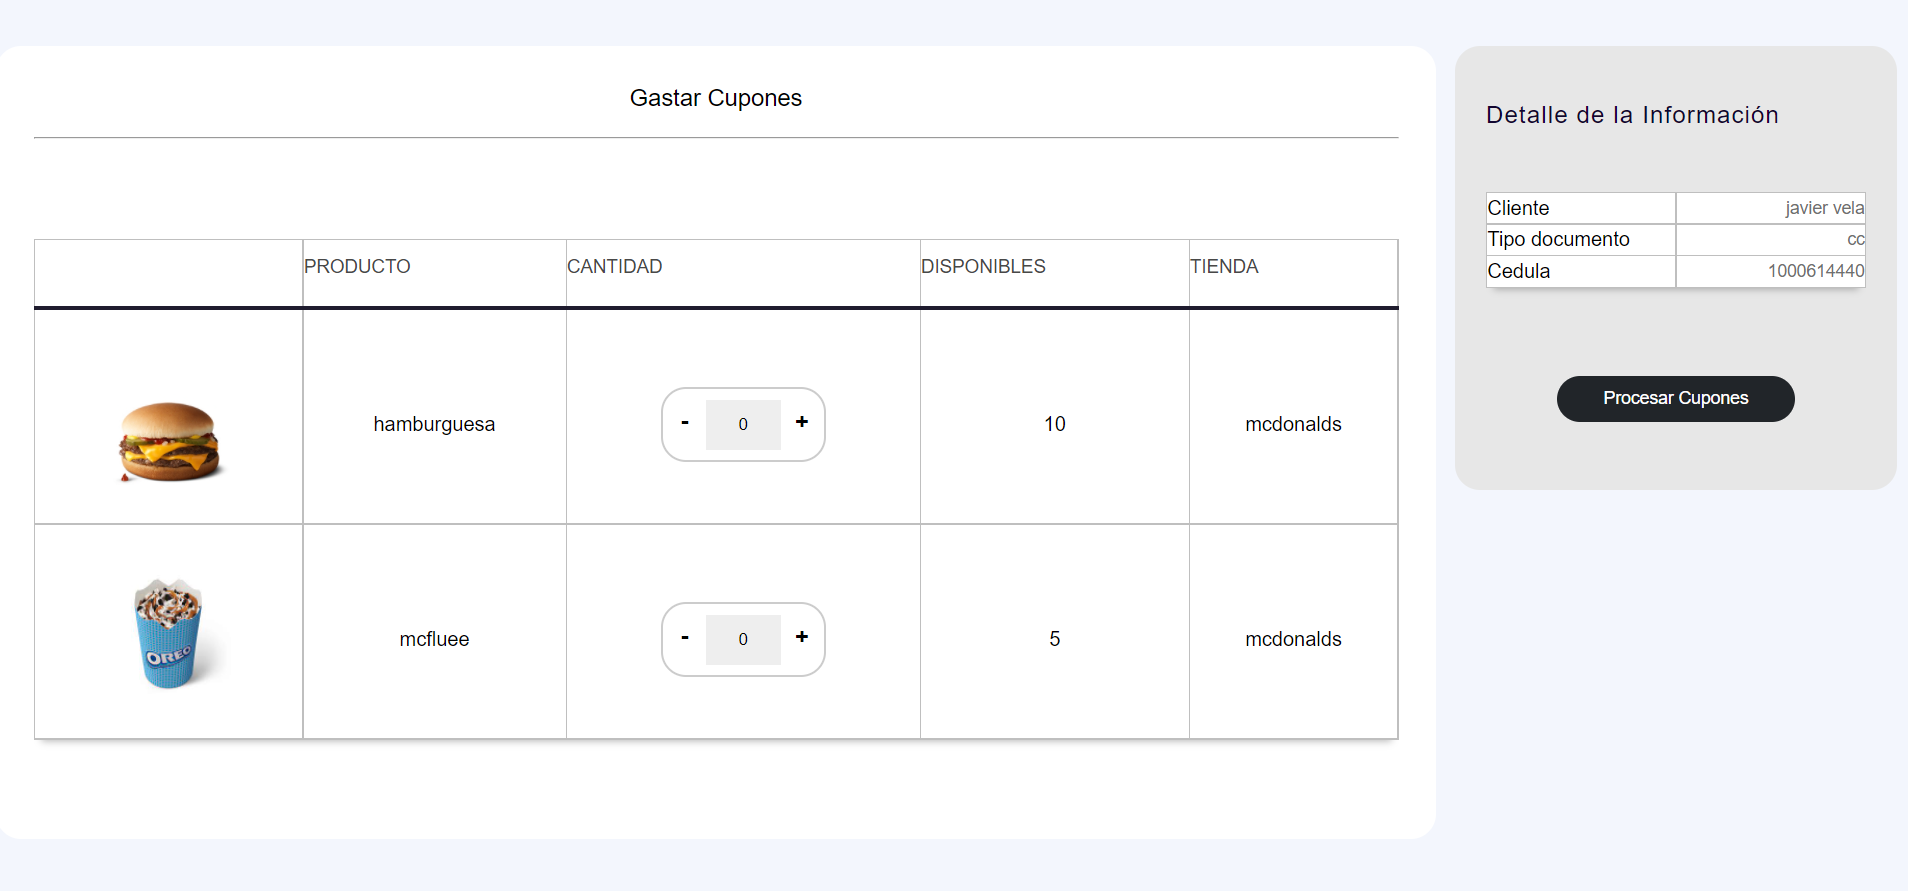 Gastar Cupones
PRODUCTO CANTIDAD DISPONIBLES TIENDA
hamburguesa - 0 + 10 mcdonalds
OREO
mcfluee - 0 + 5 mcdonalds
Detalle de la Información
Cliente javier vela
Tipo documento cc
Cedula 1000614440
Procesar Cupones